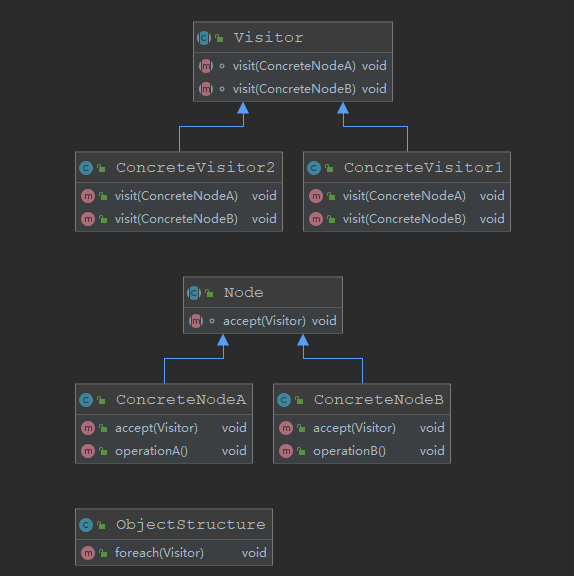 Visitor
visit(ConcreteNodeA) void
visit(ConcreteNodeB) void
ConcreteVisitor2
visit(ConcreteNodeA) void
visit(ConcreteNodeB) void
ConcreteVisitor1
visit(ConcreteNodeA) void
visit(ConcreteNodeB) void
Node
accept(Visitor) void
ConcreteNodeA
accept(Visitor) void
operationA() void
ConcreteNodeB
accept(Visitor) void
operationB() void
ObjectStructure
foreach(Visitor) void